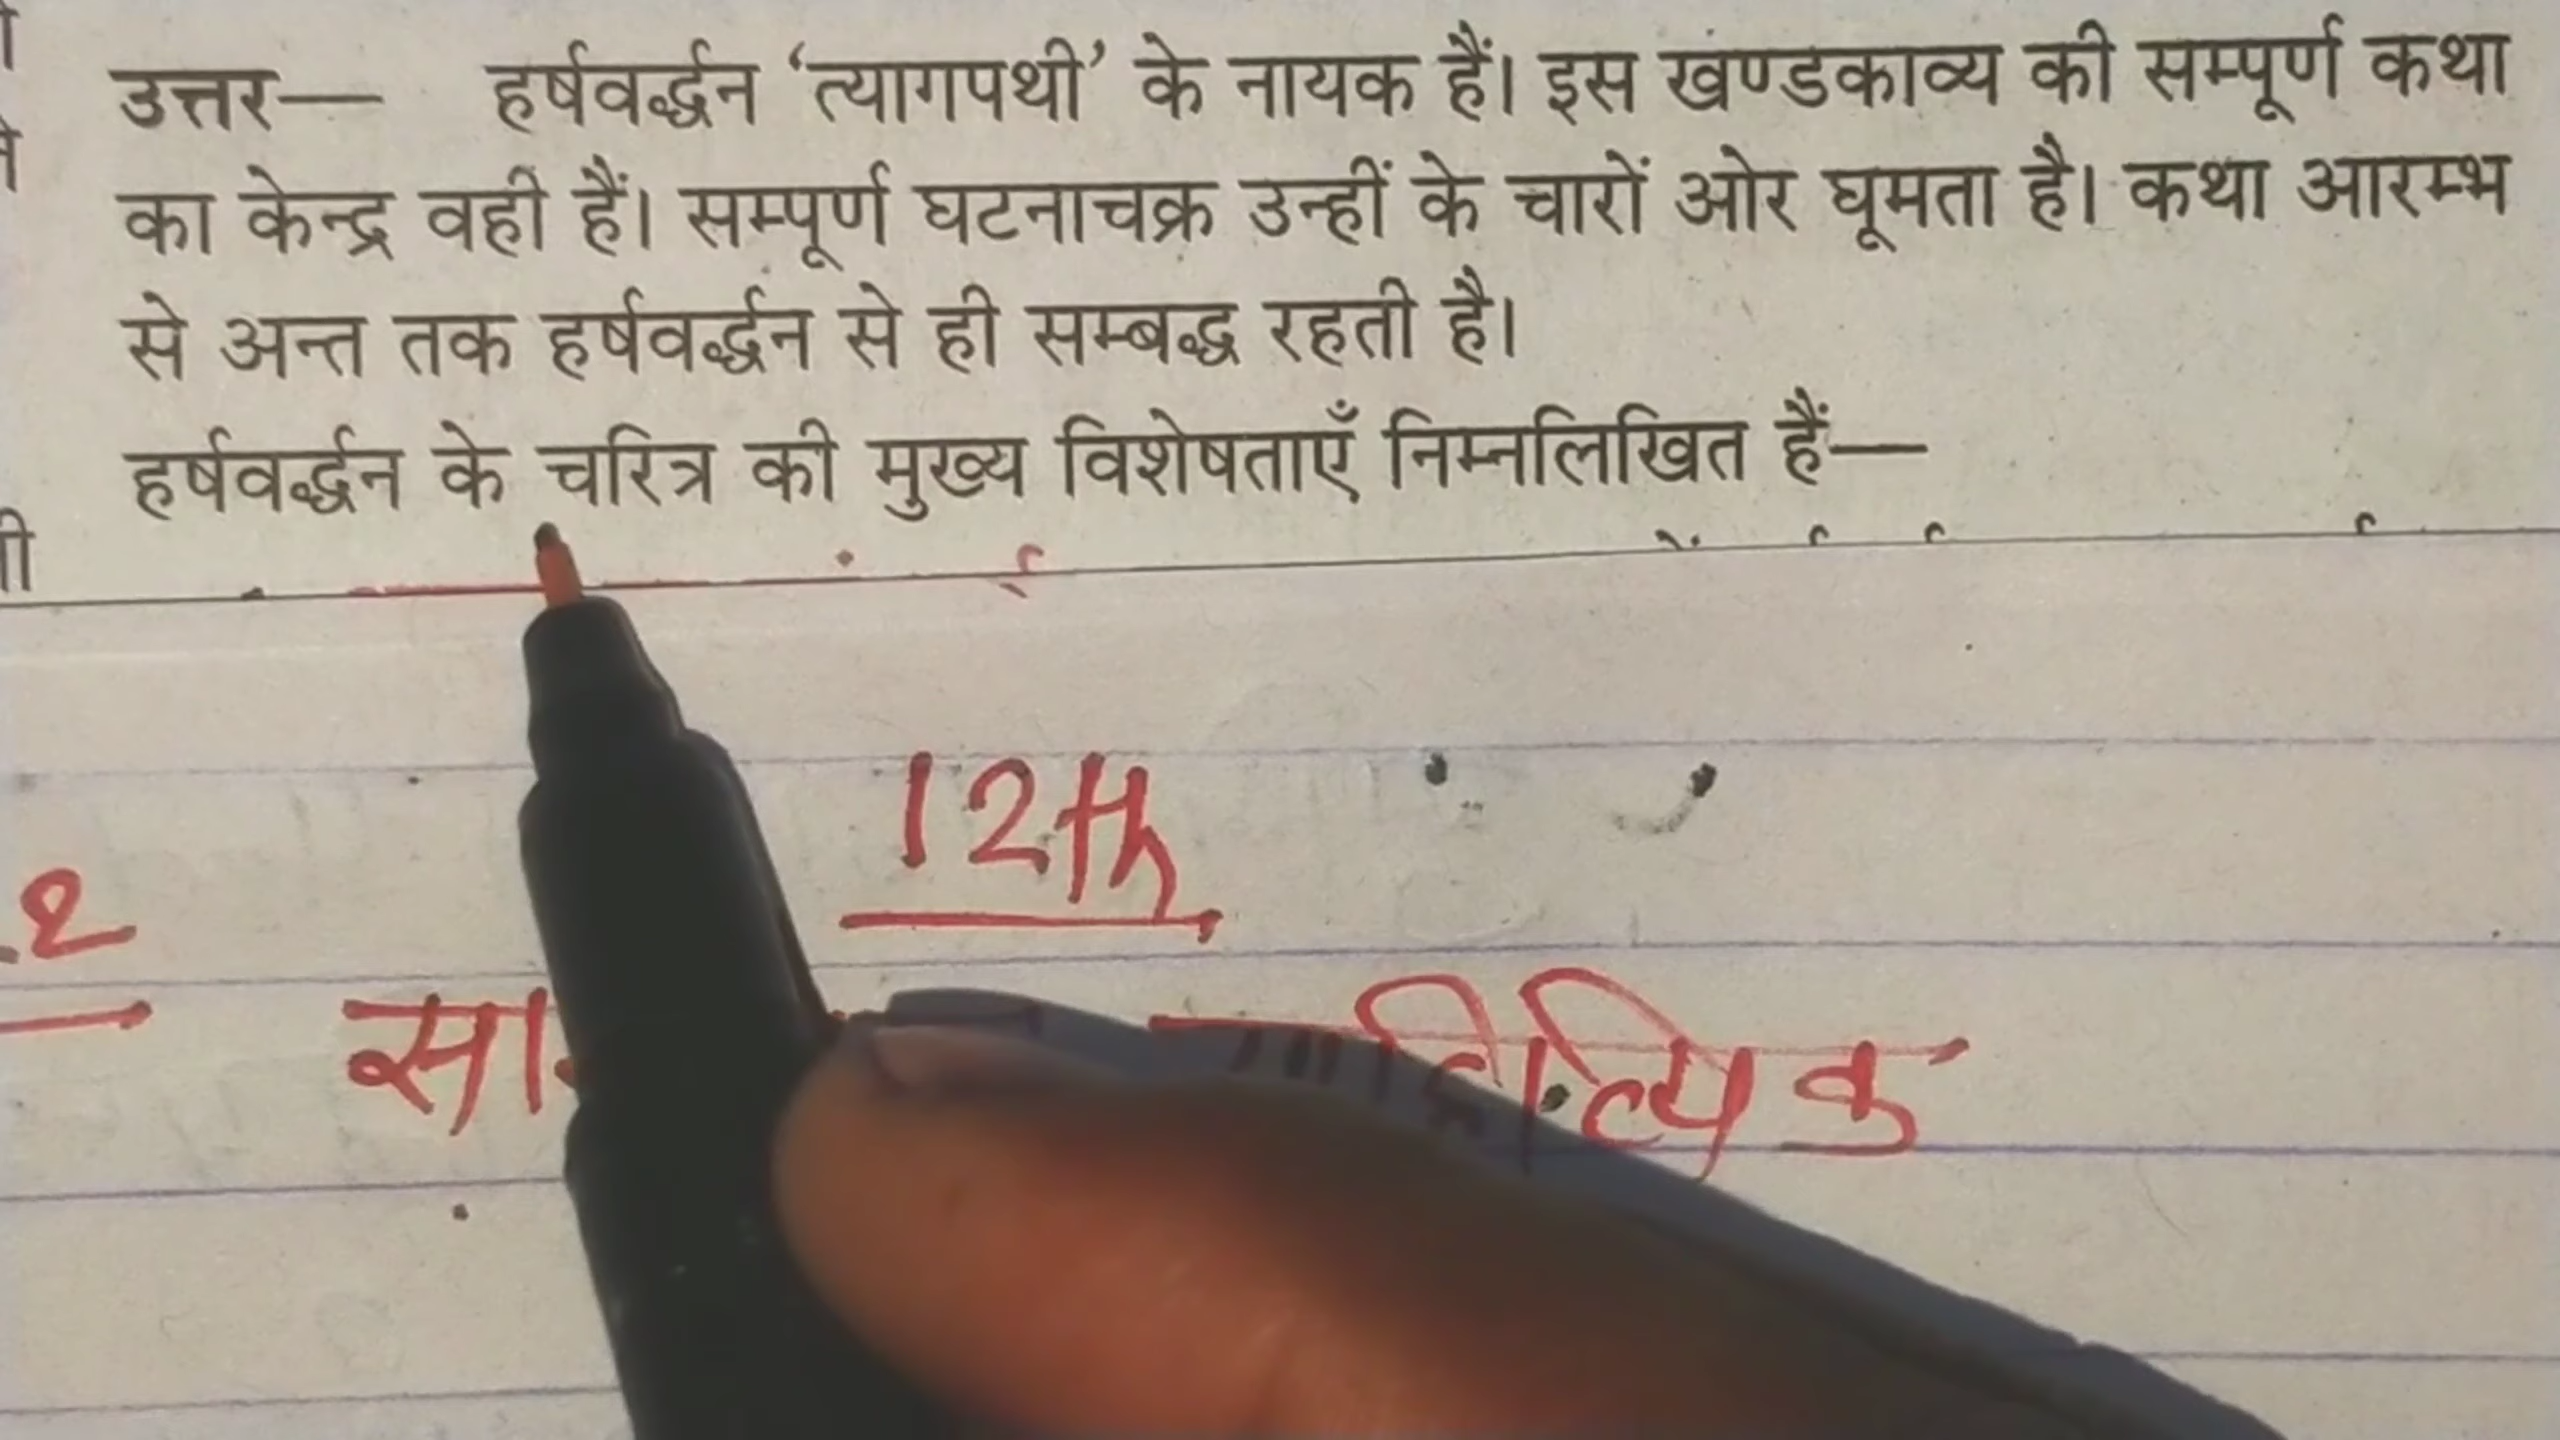 उत्तर— हर्षवर्द्धन ‘त्यागपथी’ के नायक हैं। इस खण्डकाव्य की सम्पूर्ण कथा
का केन्द्र वही हैं। सम्पूर्ण घटनाचक्र उन्हीं के चारों ओर घूमता है। कथा आरम्भ
से अन्त तक हर्षवर्द्धन से ही सम्बद्ध रहती है।
हर्षवर्द्धन के चरित्र की मुख्य विशेषताएँ निम्नलिखित हैं—
12th